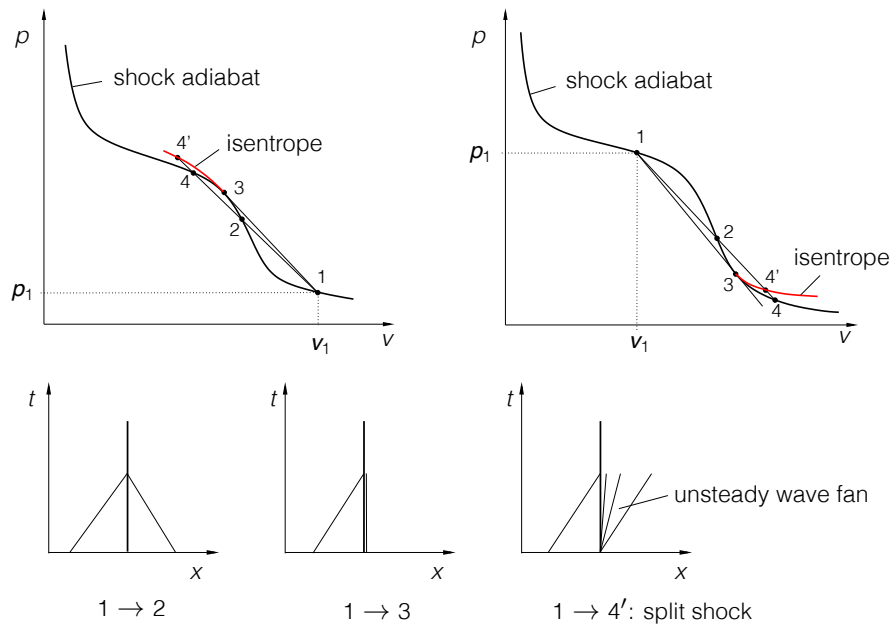 p
shock adiabat
4'
isentrope
4
3
2
1
p₁
v₁
v
p
shock adiabat
1
p₁
2
isentrope
3
4'
4
v₁
v
t
x
1 → 2
t
x
1 → 3
t
unsteady wave fan
x
1 → 4′: split shock